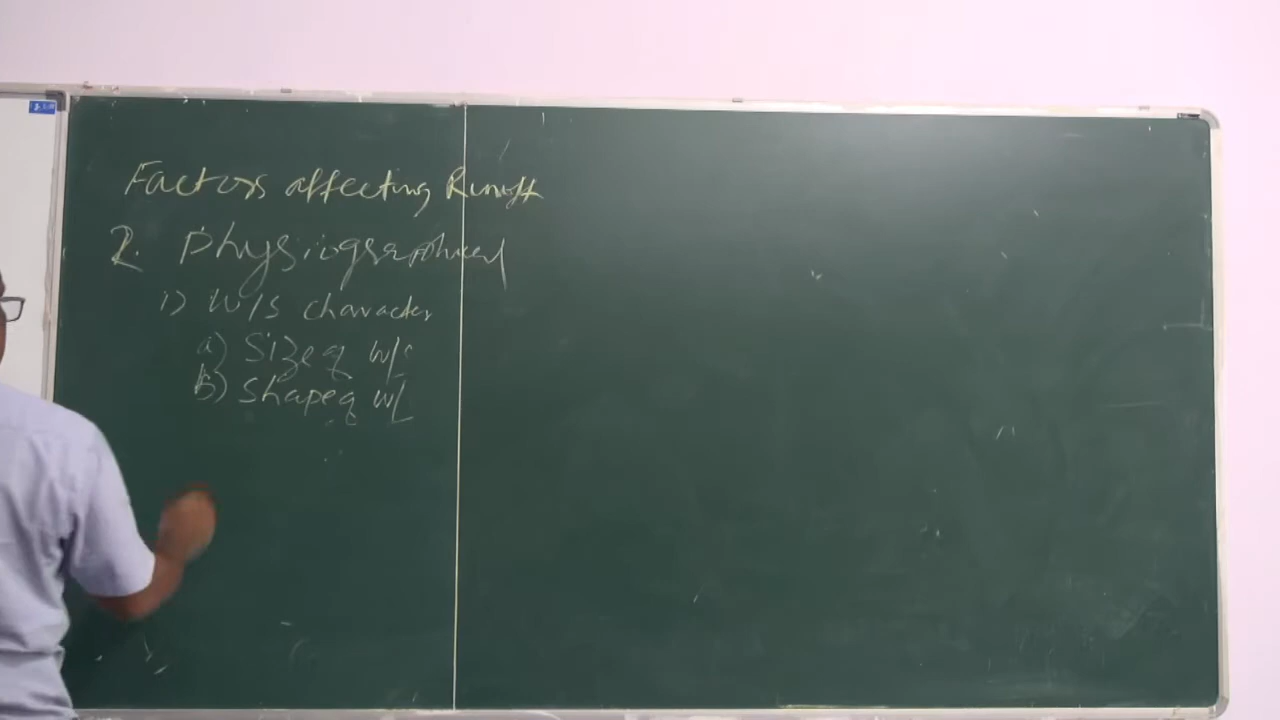 Factors affecting Runoff
2. Physiographical
1) W/S character
a) Size of W/S
b) Shape of W/